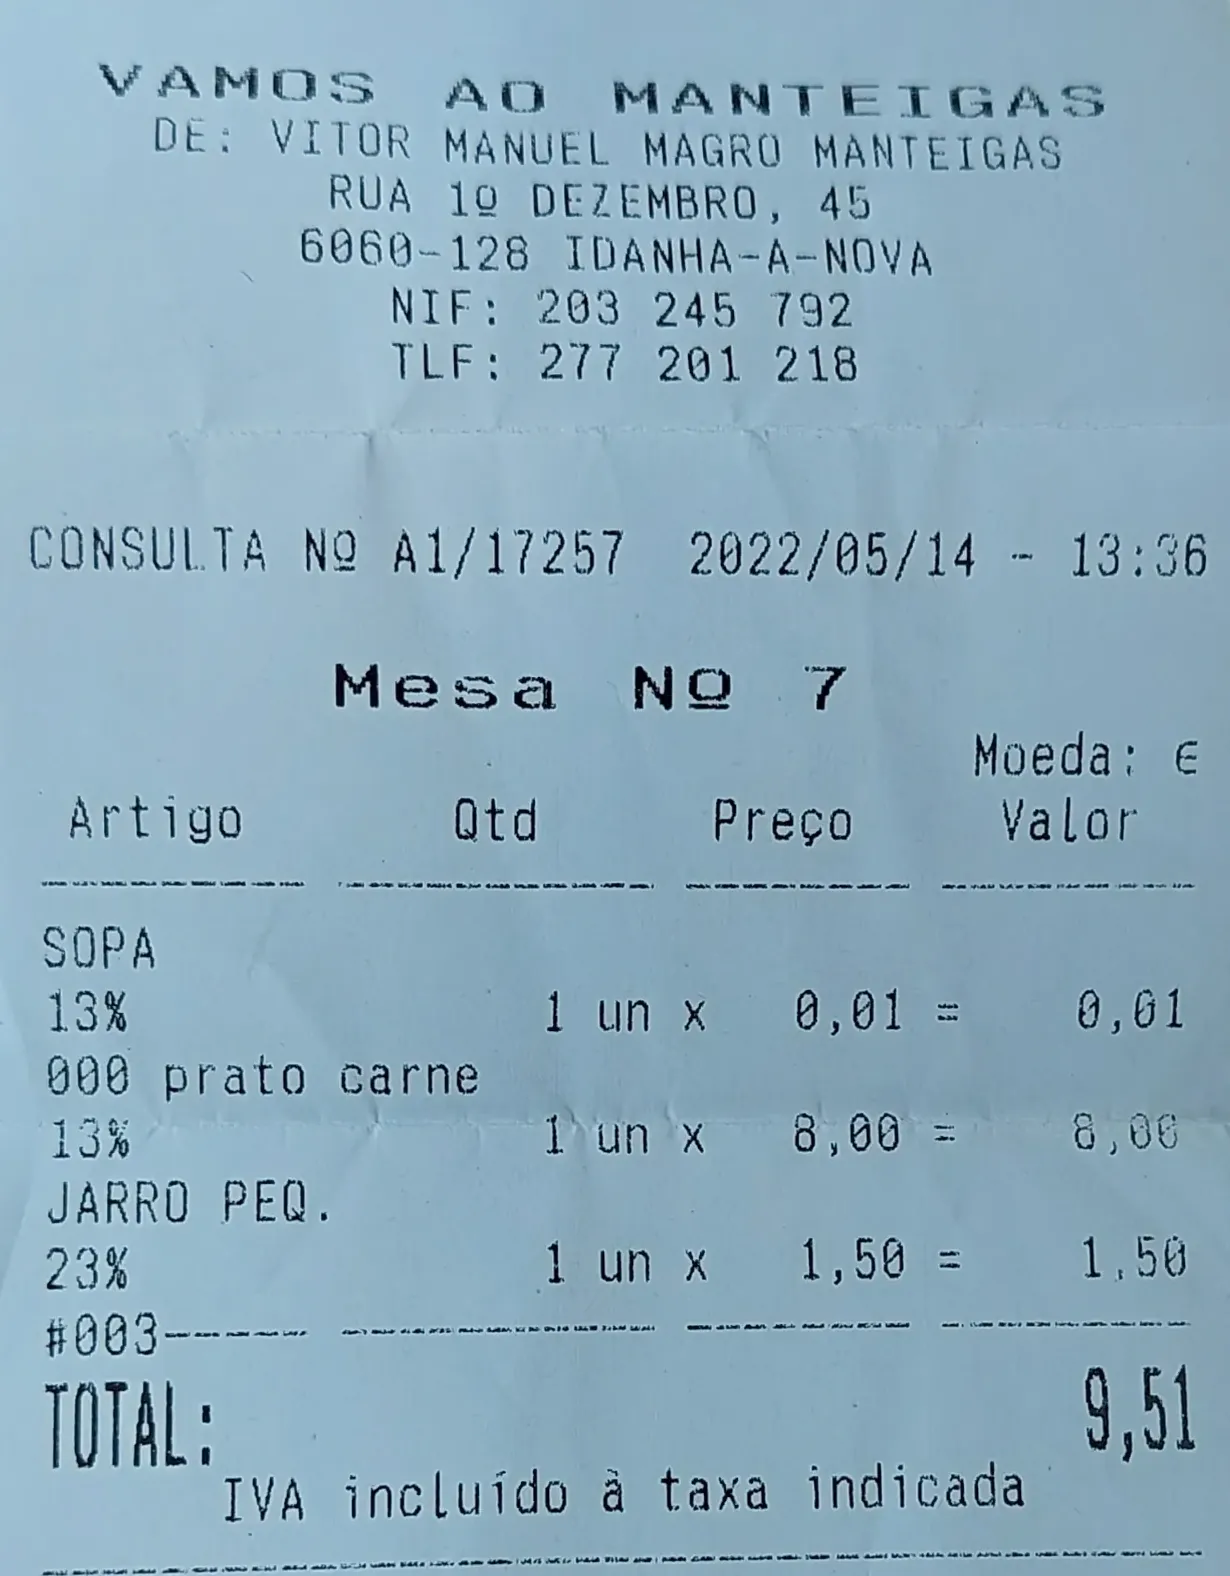 VAMOS AO MANTEIGAS
DE: VITOR MANUEL MAGRO MANTEIGAS
RUA 1º DEZEMBRO, 45
6060-128 IDANHA-A-NOVA
NIF: 203 245 792
TLF: 277 201 218
CONSULTA Nº A1/17257 2022/05/14 - 13:36
Mesa Nº 7
Moeda: €
Artigo Qtd Preço Valor
SOPA
13% 1 un x 0,01 = 0,01
000 prato carne
13% 1 un x 8,00 = 8,00
JARRO PEQ.
23% 1 un x 1,50 = 1,50
#003
TOTAL: 9,51
IVA incluído à taxa indicada